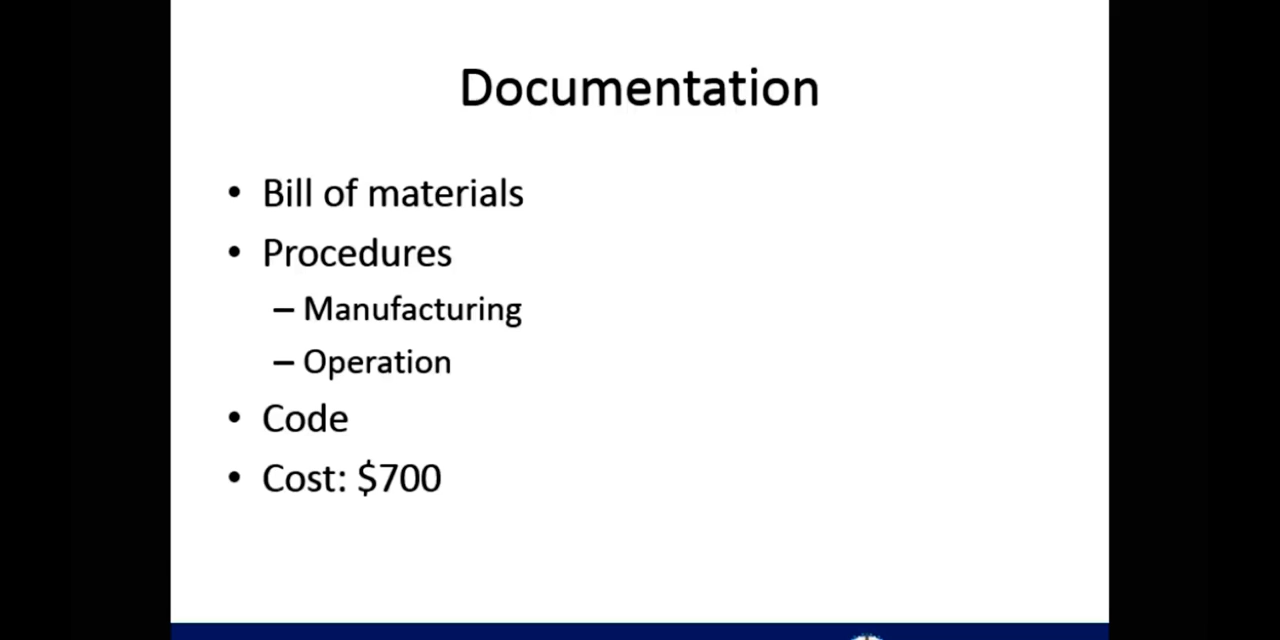 Documentation
• Bill of materials
• Procedures
– Manufacturing
– Operation
• Code
• Cost: $700